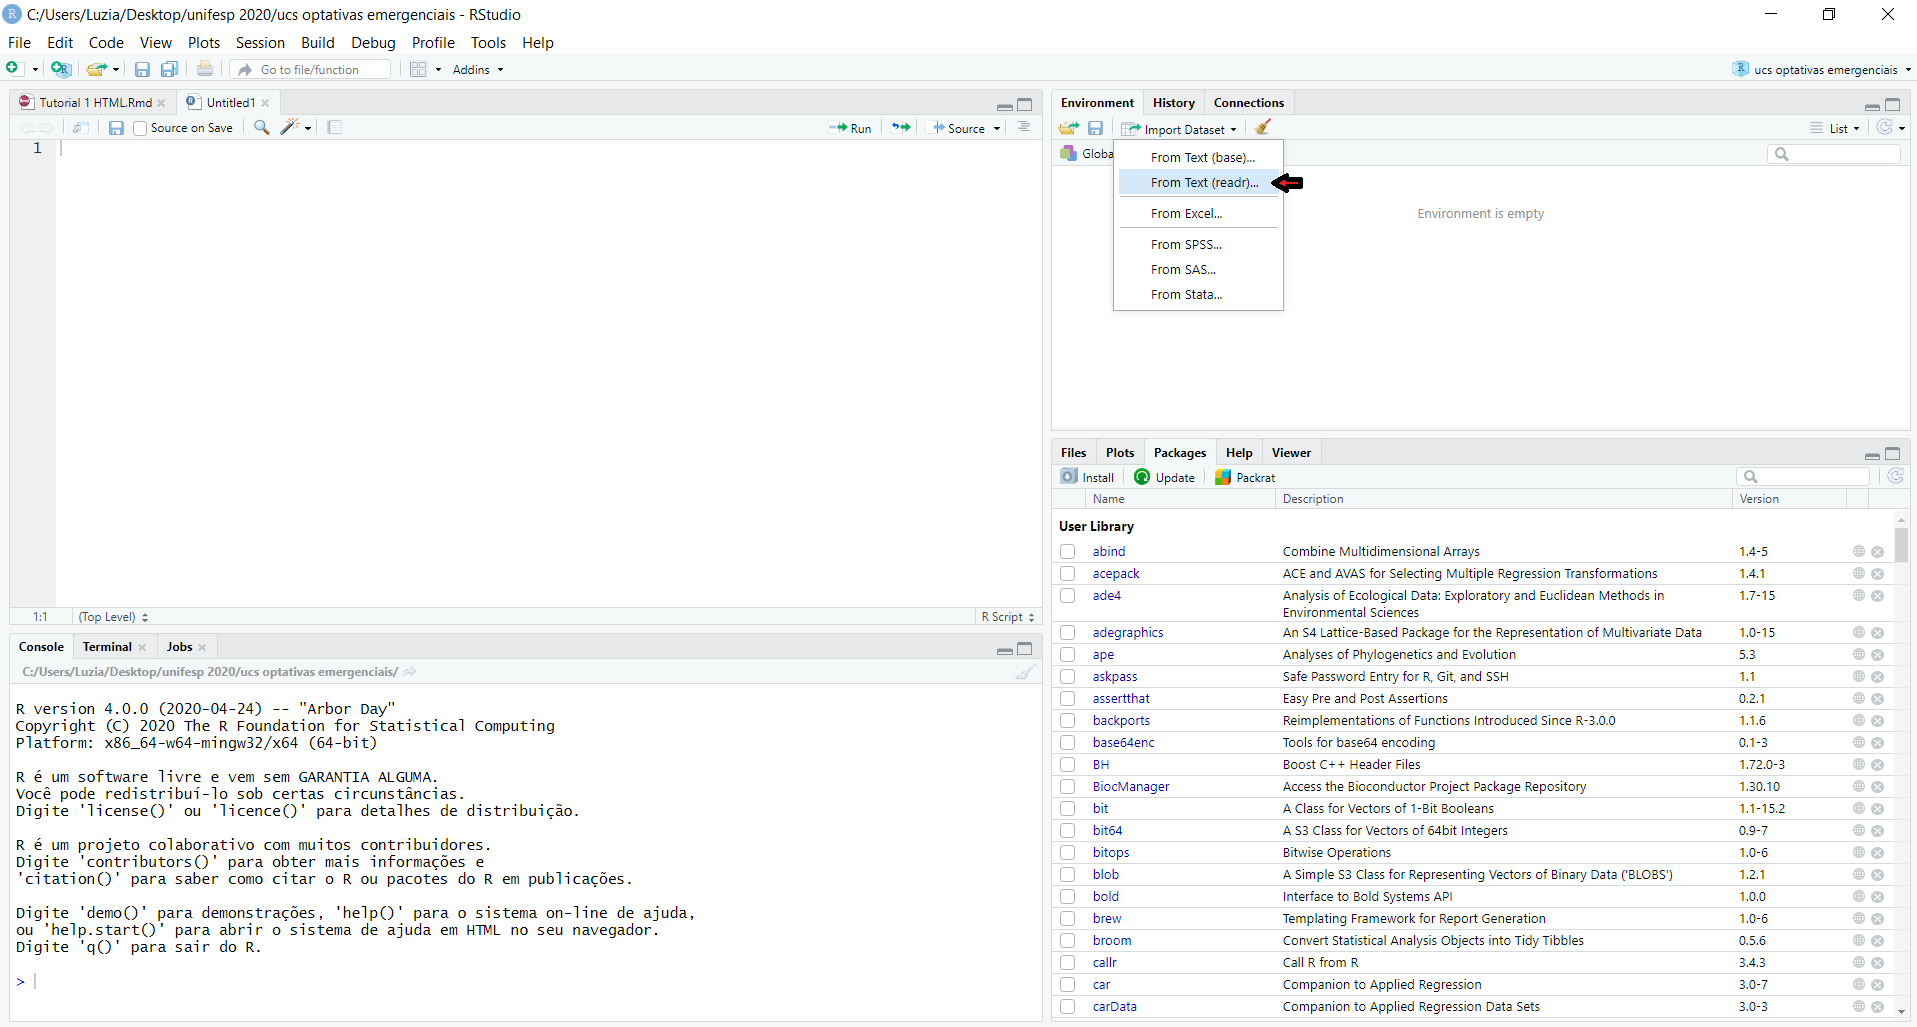 C:/Users/Luzia/Desktop/unifesp 2020/ucs optativas emergenciais - RStudio
File Edit Code View Plots Session Build Debug Profile Tools Help
Go to file/function Addins ucs optativas emergenciais
Tutorial 1 HTML.Rmd Untitled1
Source on Save Run Source
1
1:1 (Top Level) R Script
Console Terminal Jobs
C:/Users/Luzia/Desktop/unifesp 2020/ucs optativas emergenciais/
R version 4.0.0 (2020-04-24) -- "Arbor Day"
Copyright (C) 2020 The R Foundation for Statistical Computing
Platform: x86_64-w64-mingw32/x64 (64-bit)
R é um software livre e vem sem GARANTIA ALGUMA.
Você pode redistribuí-lo sob certas circunstâncias.
Digite 'license()' ou 'licence()' para detalhes de distribuição.
R é um projeto colaborativo com muitos contribuidores.
Digite 'contributors()' para obter mais informações e
'citation()' para saber como citar o R ou pacotes do R em publicações.
Digite 'demo()' para demonstrações, 'help()' para o sistema on-line de ajuda,
ou 'help.start()' para abrir o sistema de ajuda em HTML no seu navegador.
Digite 'q()' para sair do R.
>
Environment History Connections
Import Dataset List
Globa
From Text (base)...
From Text (readr)...
From Excel...
From SPSS...
From SAS...
From Stata...
Environment is empty
Files Plots Packages Help Viewer
Install Update Packrat
Name Description Version
User Library
abind Combine Multidimensional Arrays 1.4-5
acepack ACE and AVAS for Selecting Multiple Regression Transformations 1.4.1
ade4 Analysis of Ecological Data: Exploratory and Euclidean Methods in 1.7-15
Environmental Sciences
adegraphics An S4 Lattice-Based Package for the Representation of Multivariate Data 1.0-15
ape Analyses of Phylogenetics and Evolution 5.3
askpass Safe Password Entry for R, Git, and SSH 1.1
assertthat Easy Pre and Post Assertions 0.2.1
backports Reimplementations of Functions Introduced Since R-3.0.0 1.1.6
base64enc Tools for base64 encoding 0.1-3
BH Boost C++ Header Files 1.72.0-3
BiocManager Access the Bioconductor Project Package Repository 1.30.10
bit A Class for Vectors of 1-Bit Booleans 1.1-15.2
bit64 A S3 Class for Vectors of 64bit Integers 0.9-7
bitops Bitwise Operations 1.0-6
blob A Simple S3 Class for Representing Vectors of Binary Data ('BLOBS') 1.2.1
bold Interface to Bold Systems API 1.0.0
brew Templating Framework for Report Generation 1.0-6
broom Convert Statistical Analysis Objects into Tidy Tibbles 0.5.6
callr Call R from R 3.4.3
car Companion to Applied Regression 3.0-7
carData Companion to Applied Regression Data Sets 3.0-3